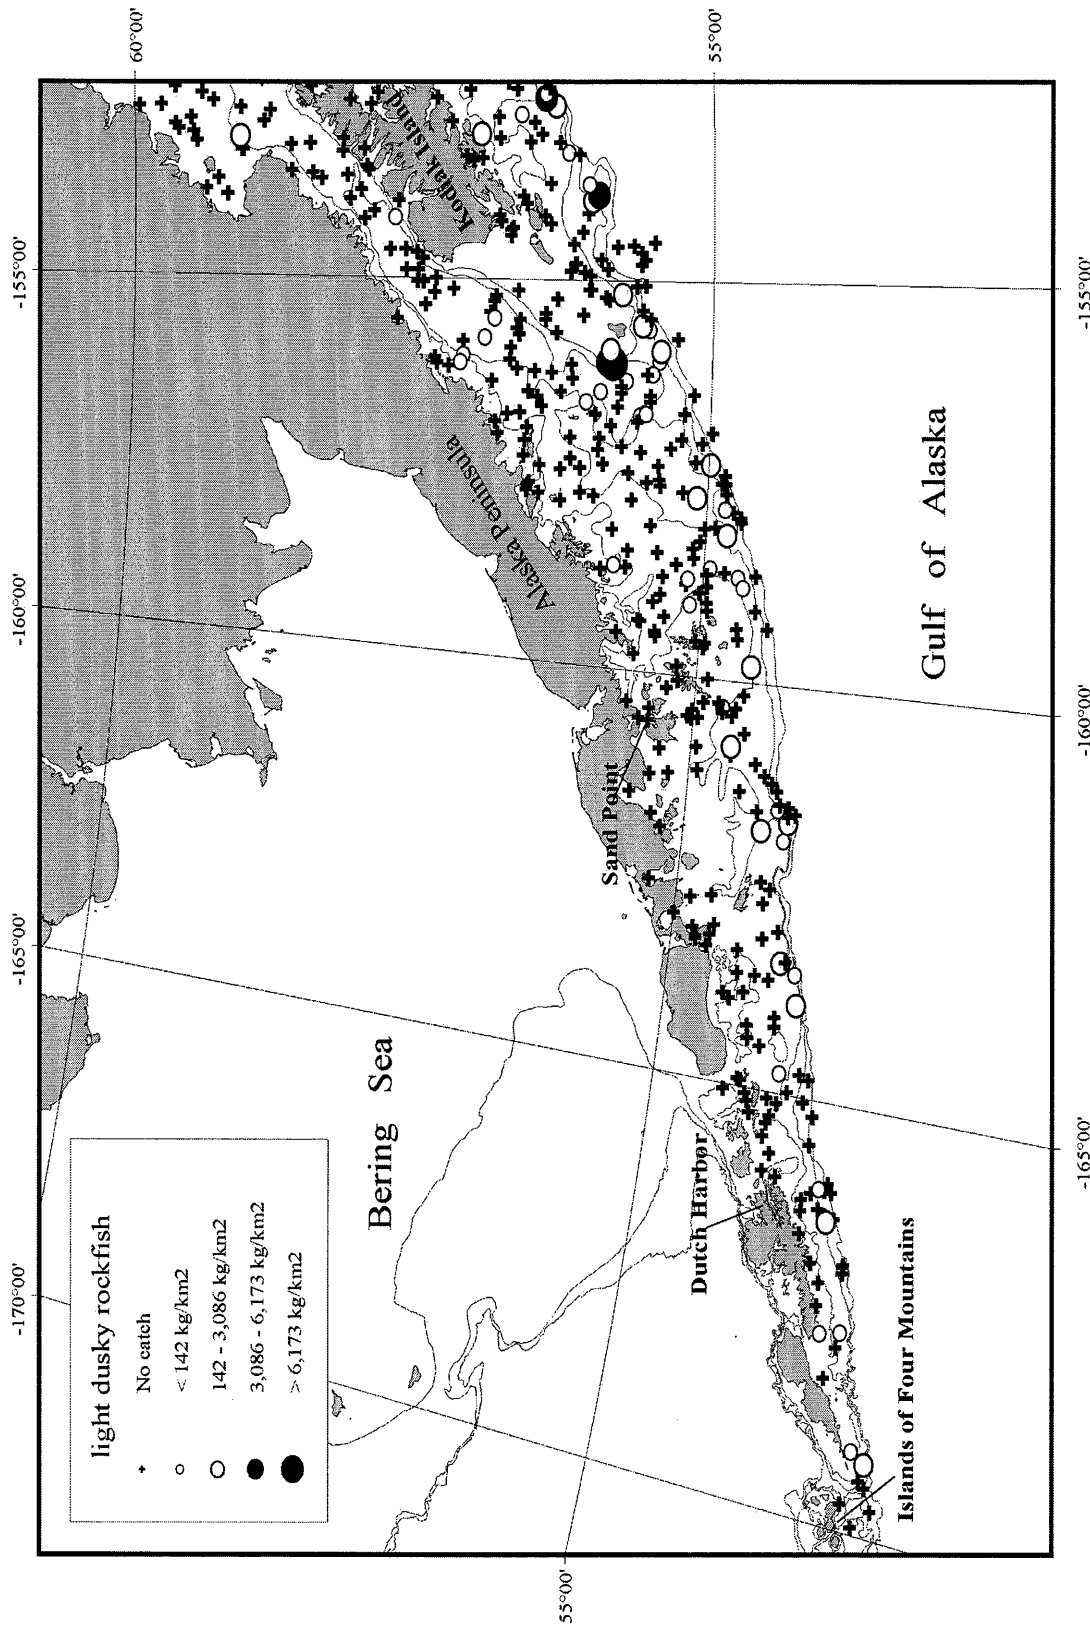 -170°00'
-165°00'
-160°00'
-155°00'
60°00'
light dusky rockfish
No catch
< 142 kg/km2
142 - 3,086 kg/km2
3,086 - 6,173 kg/km2
> 6,173 kg/km2
Bering Sea
Alaska Peninsula
Kodiak Island
Sand Point
Dutch Harbor
Islands of Four Mountains
Gulf of Alaska
55°00'
55°00'
-165°00'
-160°00'
-155°00'